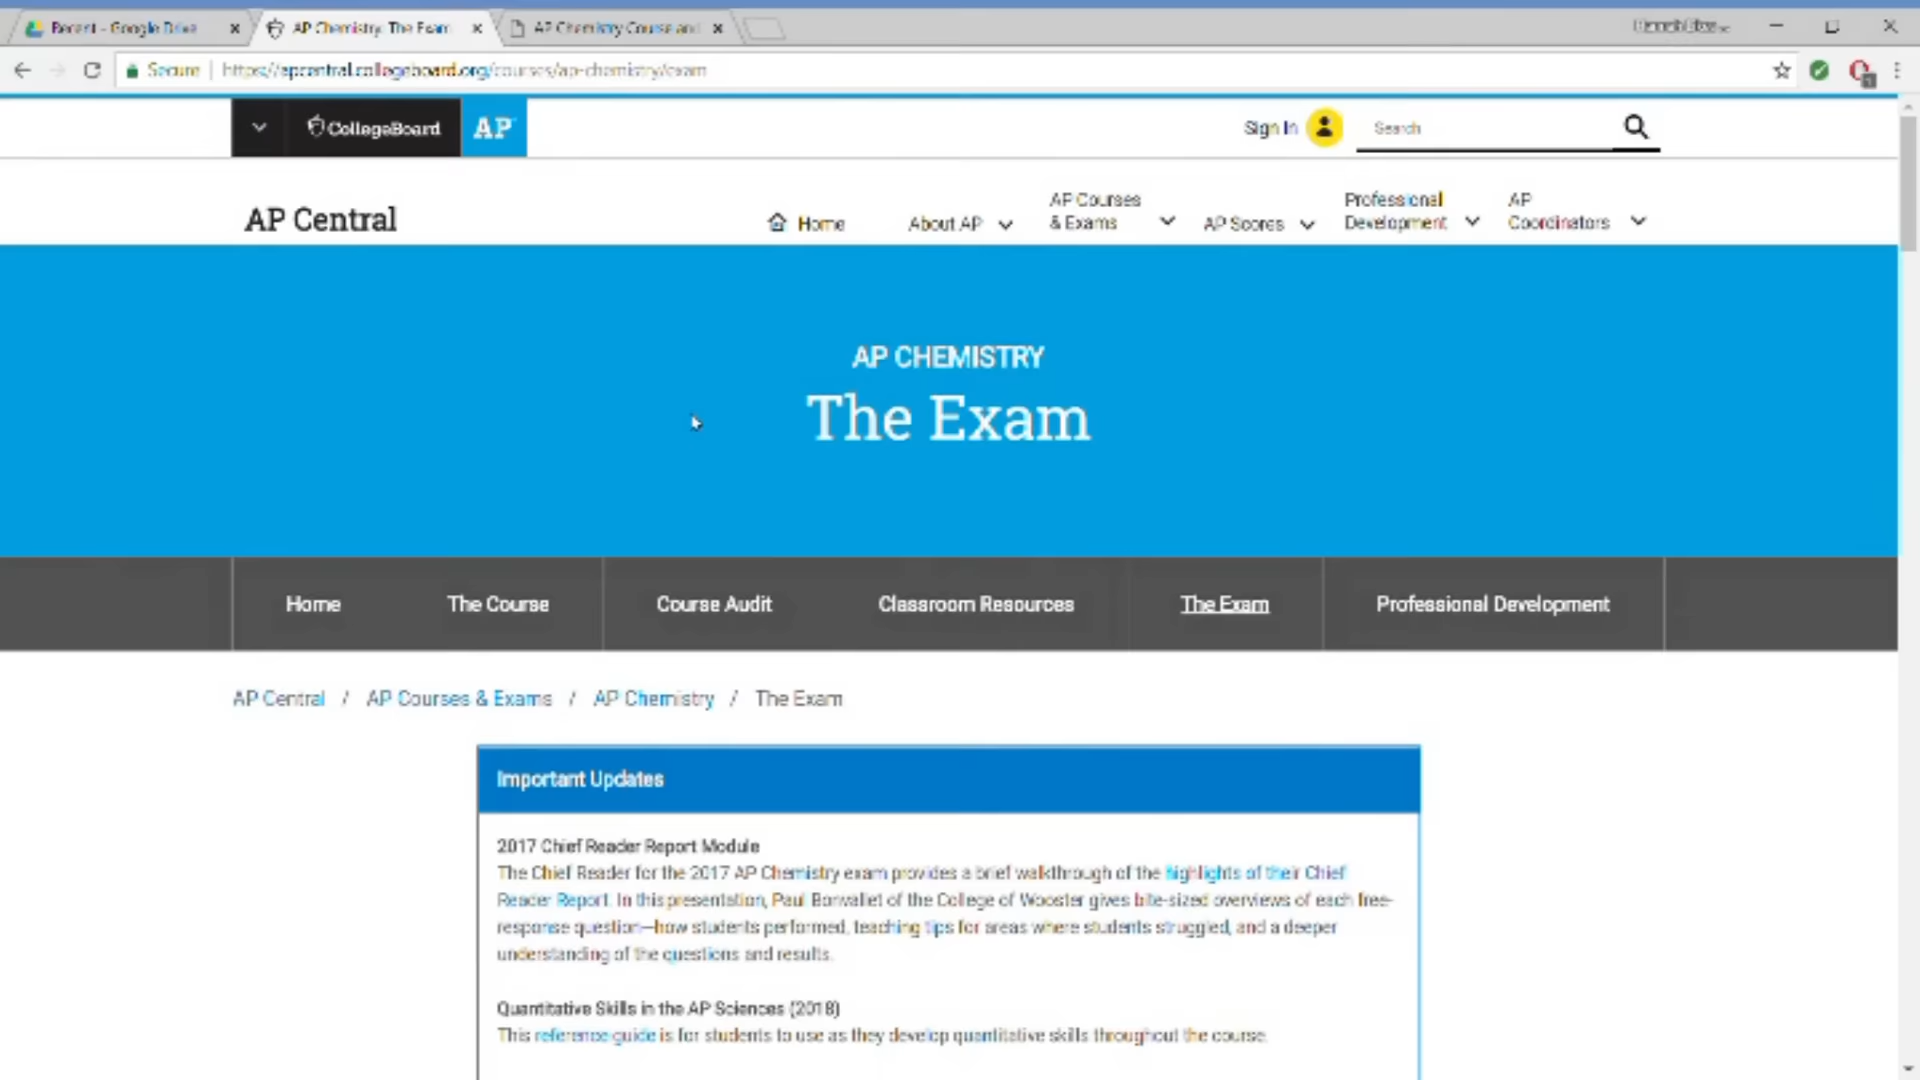 Recent - Google Drive
AP Chemistry: The Exam
AP Chemistry Course and
Secure
https://apcentral.collegeboard.org/courses/ap-chemistry/exam
CollegeBoard
AP
Sign In
Search
AP Central
Home
About AP
AP Courses & Exams
AP Scores
Professional Development
AP Coordinators
AP CHEMISTRY
The Exam
Home
The Course
Course Audit
Classroom Resources
The Exam
Professional Development
AP Central / AP Courses & Exams / AP Chemistry / The Exam
Important Updates
2017 Chief Reader Report Module
The Chief Reader for the 2017 AP Chemistry exam provides a brief walkthrough of the highlights of their Chief
Reader Report. In this presentation, Paul of the College of Wooster gives bite-sized overviews of each free-
response question—how students performed, teaching tips for areas where students struggled, and a deeper
understanding of the questions and results.
Quantitative Skills in the AP Sciences (2018)
This reference guide is for students to use as they develop quantitative skills throughout the course.